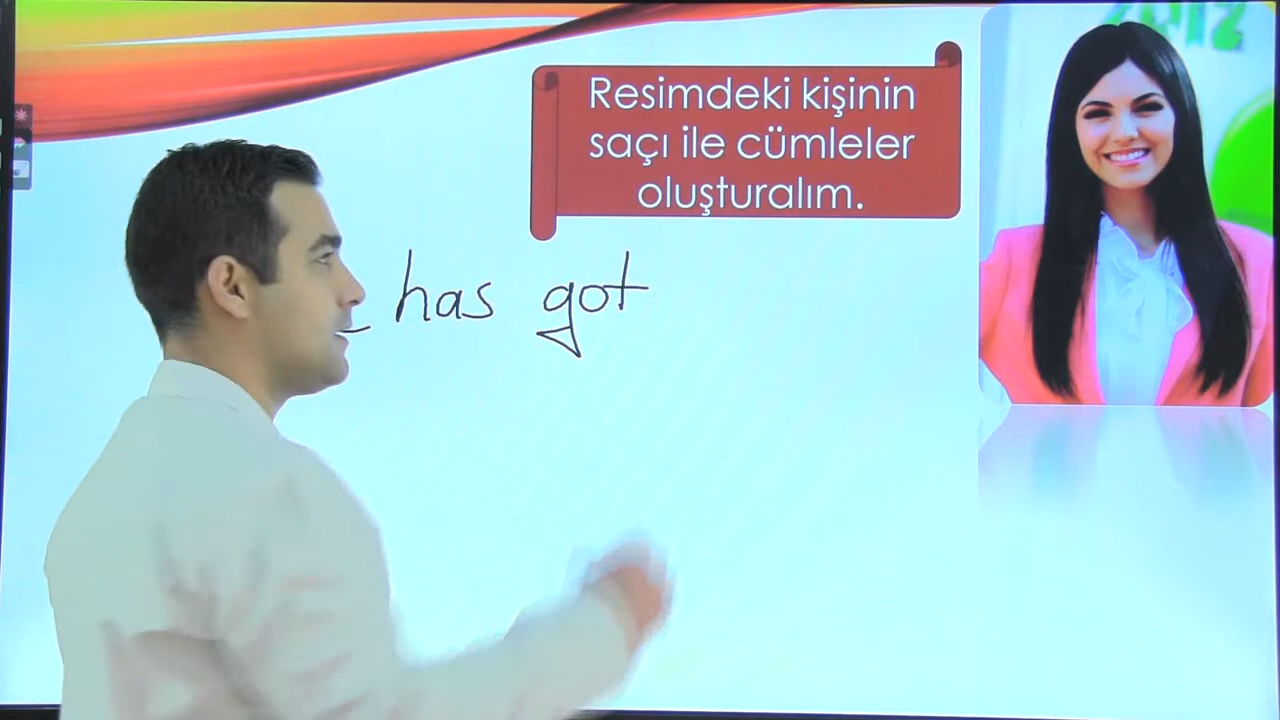 Resimdeki kişinin
saçı ile cümleler
oluşturalım.
has got